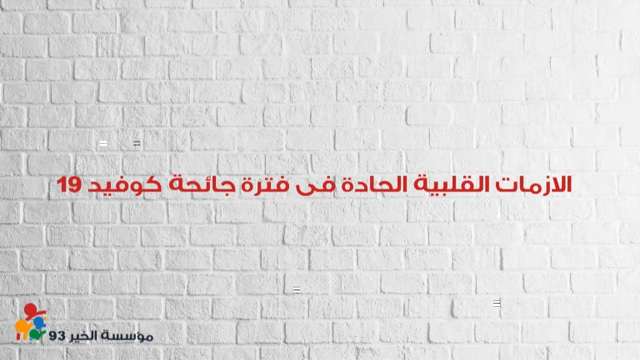 الازمات القلبية الحادة فى فترة جائحة كوفيد 19
مؤسسة الخير 93